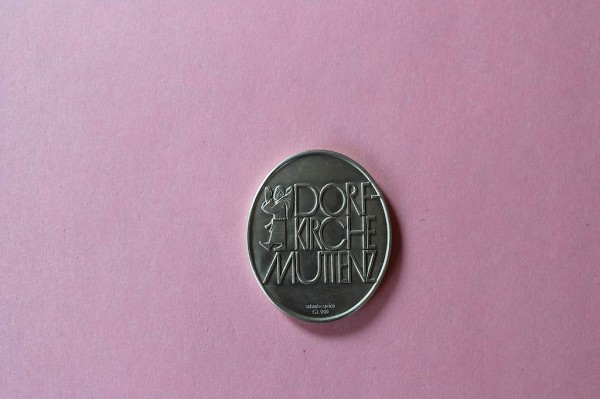 DORF-
KIRCHE
MUTTENZ